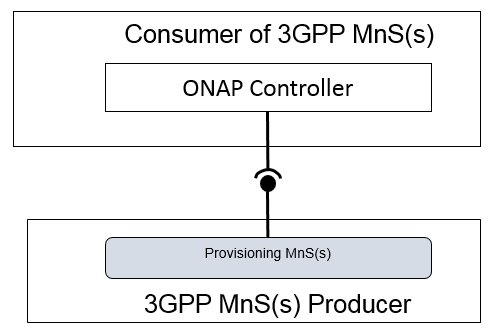 Consumer of 3GPP MnS(s)
ONAP Controller
Provisioning MnS(s)
3GPP MnS(s) Producer